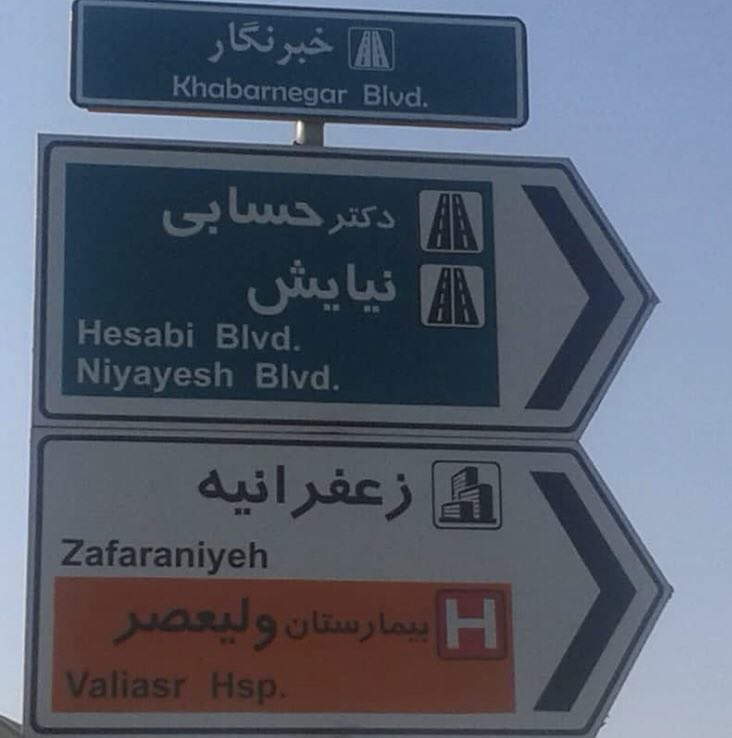 خبرنگار
Khabarnegar Blvd.
دکتر حسابی
نیایش
Hesabi Blvd.
Niyayesh Blvd.
زعفرانیه
Zafaraniyeh
بیمارستان ولیعصر
H
Valiasr Hsp.